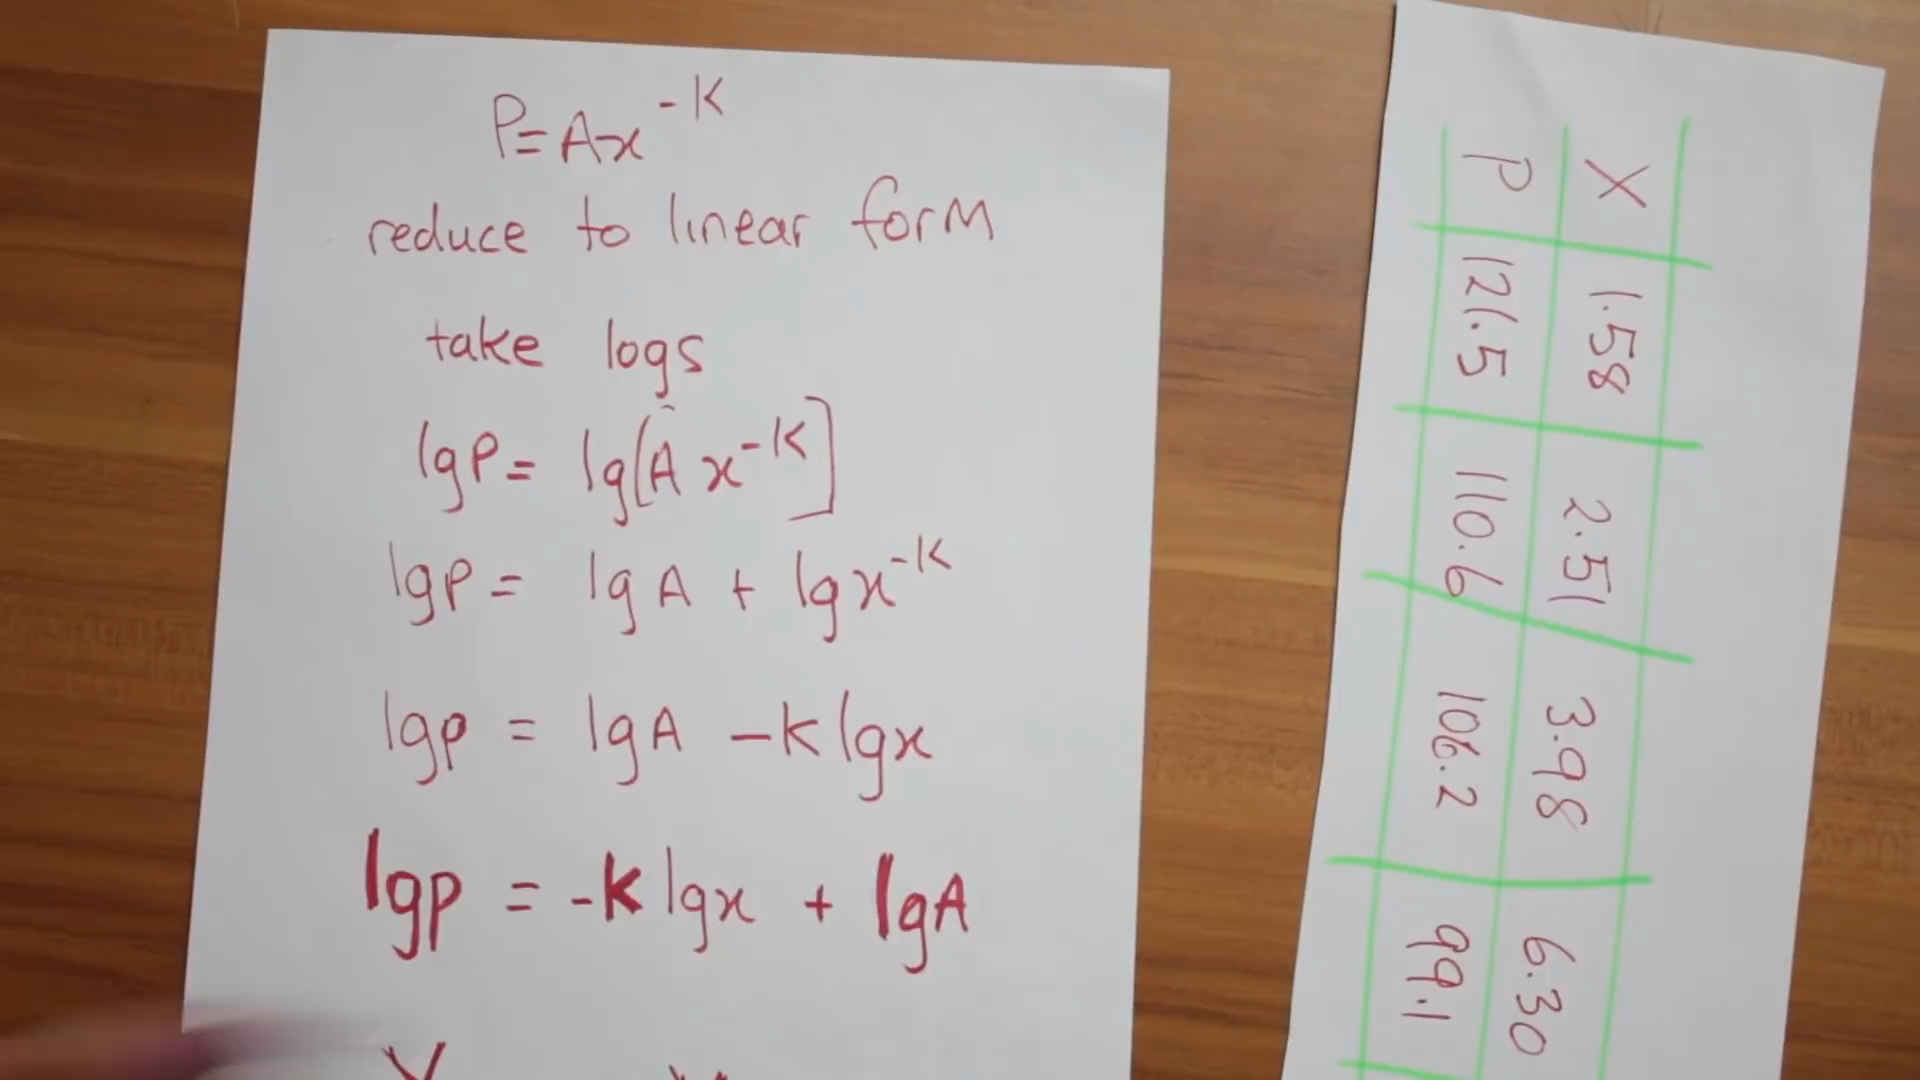 P=Ax^-K
reduce to linear form
take logs
lgP= lg[Ax^-K]
lgp= lgA + lgx^-K
lgp = lgA -Klgx
lgp = -K lgx + lgA
X 1.58 2.51 3.98 6.30
P 121.5 110.6 106.2 99.1